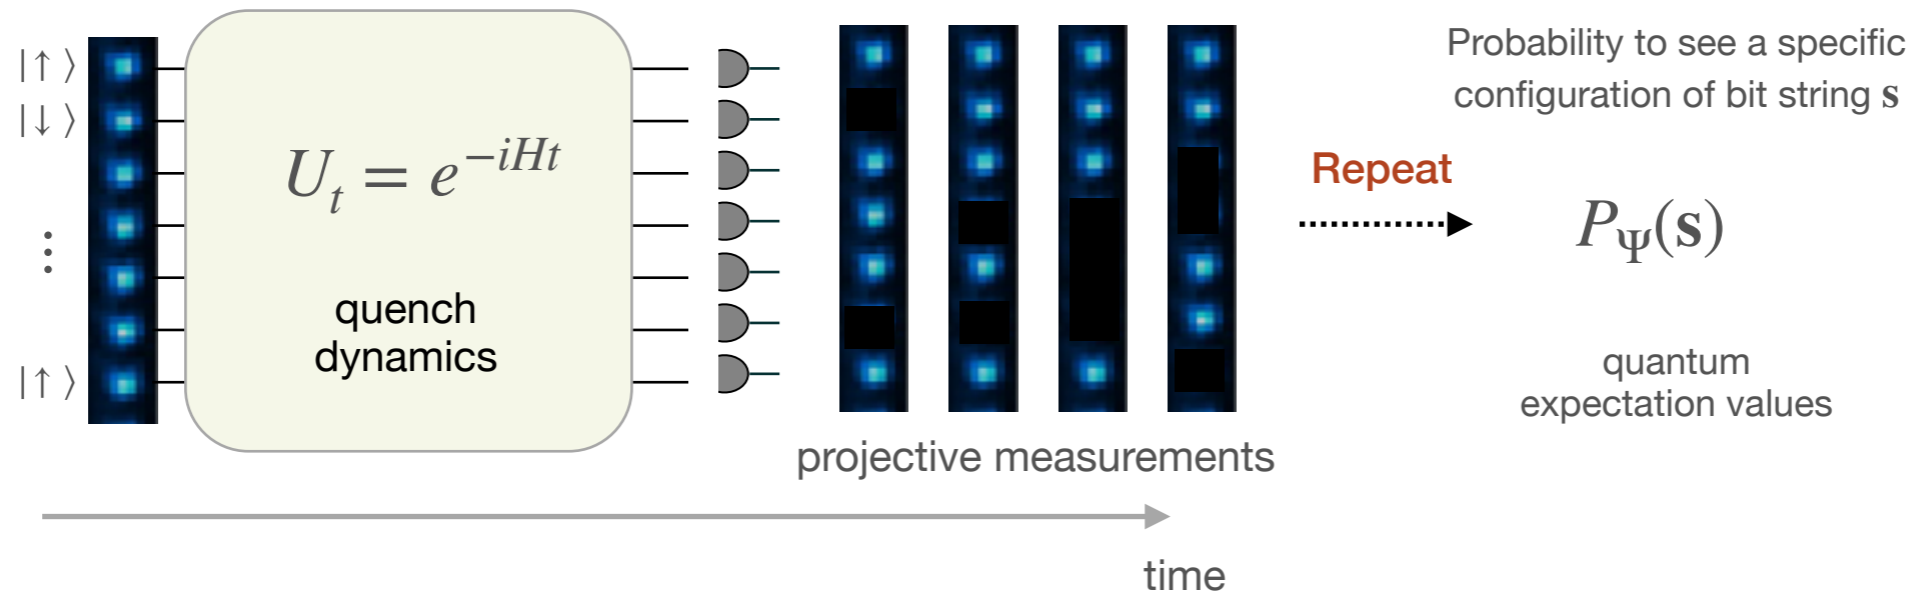 |↑⟩
|↓⟩
⋮
|↑⟩
U_t = e^{-iHt}
quench
dynamics
projective measurements
time
Repeat
Probability to see a specific
configuration of bit string s
P_Ψ(s)
quantum
expectation values